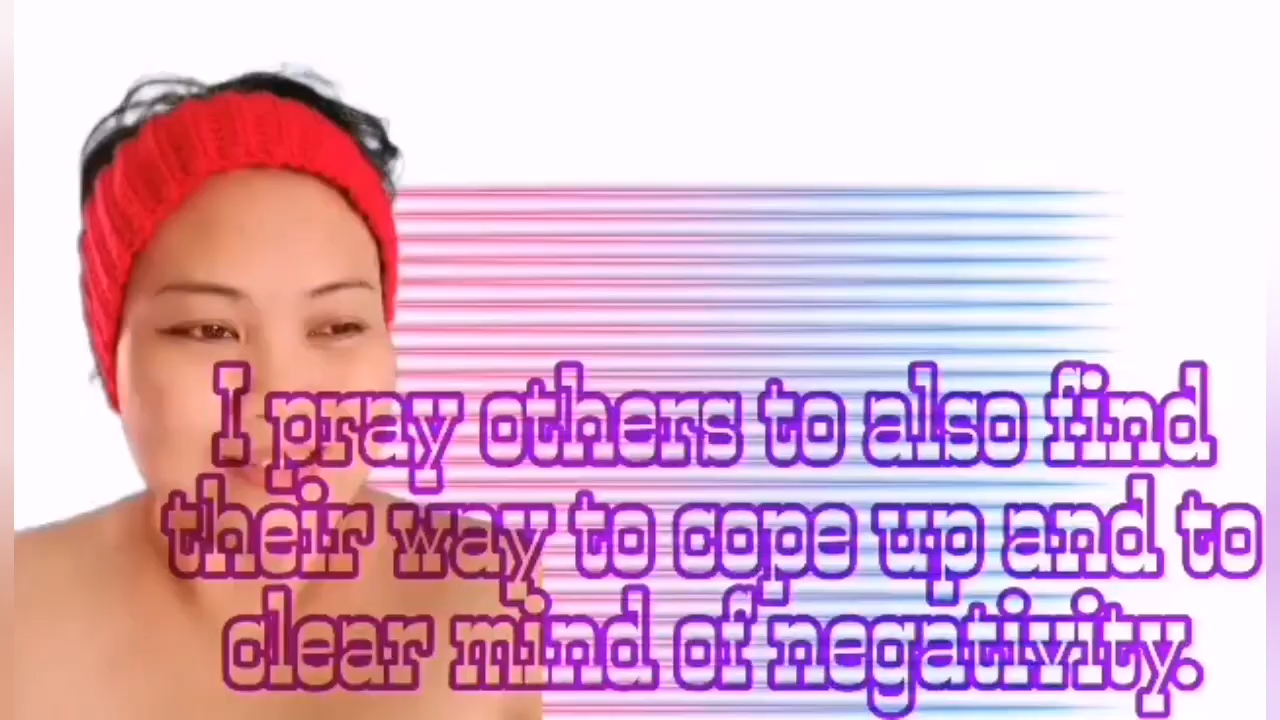 I pray others to also find
their way to cope up and to
clear mind of negativity.